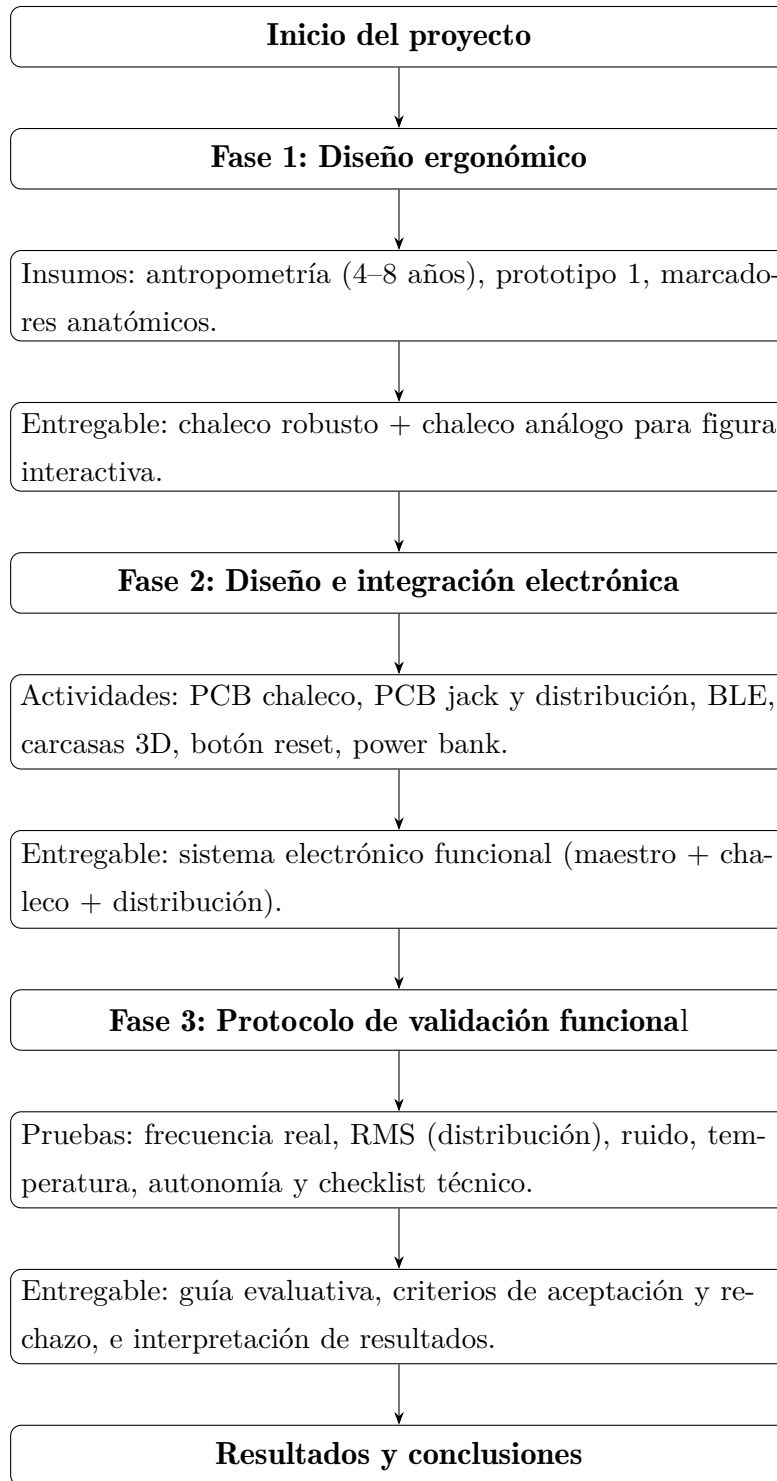 Inicio del proyecto
Fase 1: Diseño ergonómico
Insumos: antropometría (4–8 años), prototipo 1, marcado-
res anatómicos.
Entregable: chaleco robusto + chaleco análogo para figura
interactiva.
Fase 2: Diseño e integración electrónica
Actividades: PCB chaleco, PCB jack y distribución, BLE,
carcasas 3D, botón reset, power bank.
Entregable: sistema electrónico funcional (maestro + cha-
leco + distribución).
Fase 3: Protocolo de validación funcional
Pruebas: frecuencia real, RMS (distribución), ruido, tem-
peratura, autonomía y checklist técnico.
Entregable: guía evaluativa, criterios de aceptación y re-
chazo, e interpretación de resultados.
Resultados y conclusiones